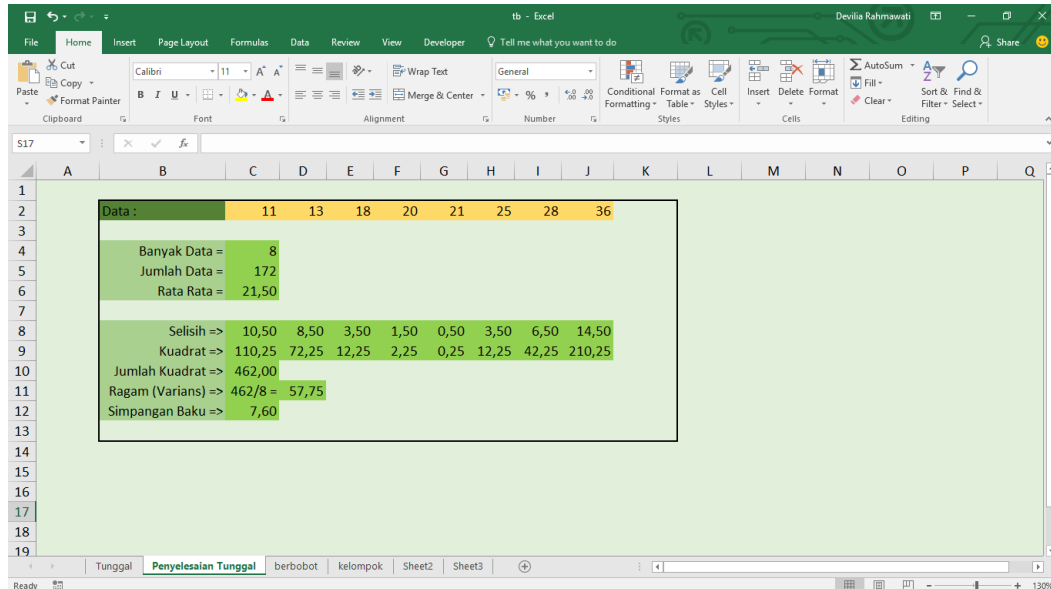 tb - Excel
Devilia Rahmawati
File Home Insert Page Layout Formulas Data Review View Developer Tell me what you want to do Share
Paste
Cut
Copy
Format Painter
Clipboard
Calibri 11
B I U
Font
Wrap Text
Merge & Center
Alignment
General
Number
Conditional Formatting
Format as Table
Cell Styles
Styles
Insert Delete Format
Cells
AutoSum
Fill
Clear
Sort & Filter
Find & Select
Editing
S17 fx
A B C D E F G H I J K L M N O P Q
1
2 Data : 11 13 18 20 21 25 28 36
3
4 Banyak Data = 8
5 Jumlah Data = 172
6 Rata Rata = 21,50
7
8 Selisih => 10,50 8,50 3,50 1,50 0,50 3,50 6,50 14,50
9 Kuadrat => 110,25 72,25 12,25 2,25 0,25 12,25 42,25 210,25
10 Jumlah Kuadrat => 462,00
11 Ragam (Varians) => 462/8 = 57,75
12 Simpangan Baku => 7,60
13
14
15
16
17
18
19
Tunggal Penyelesaian Tunggal berbobot kelompok Sheet2 Sheet3
Ready 130%